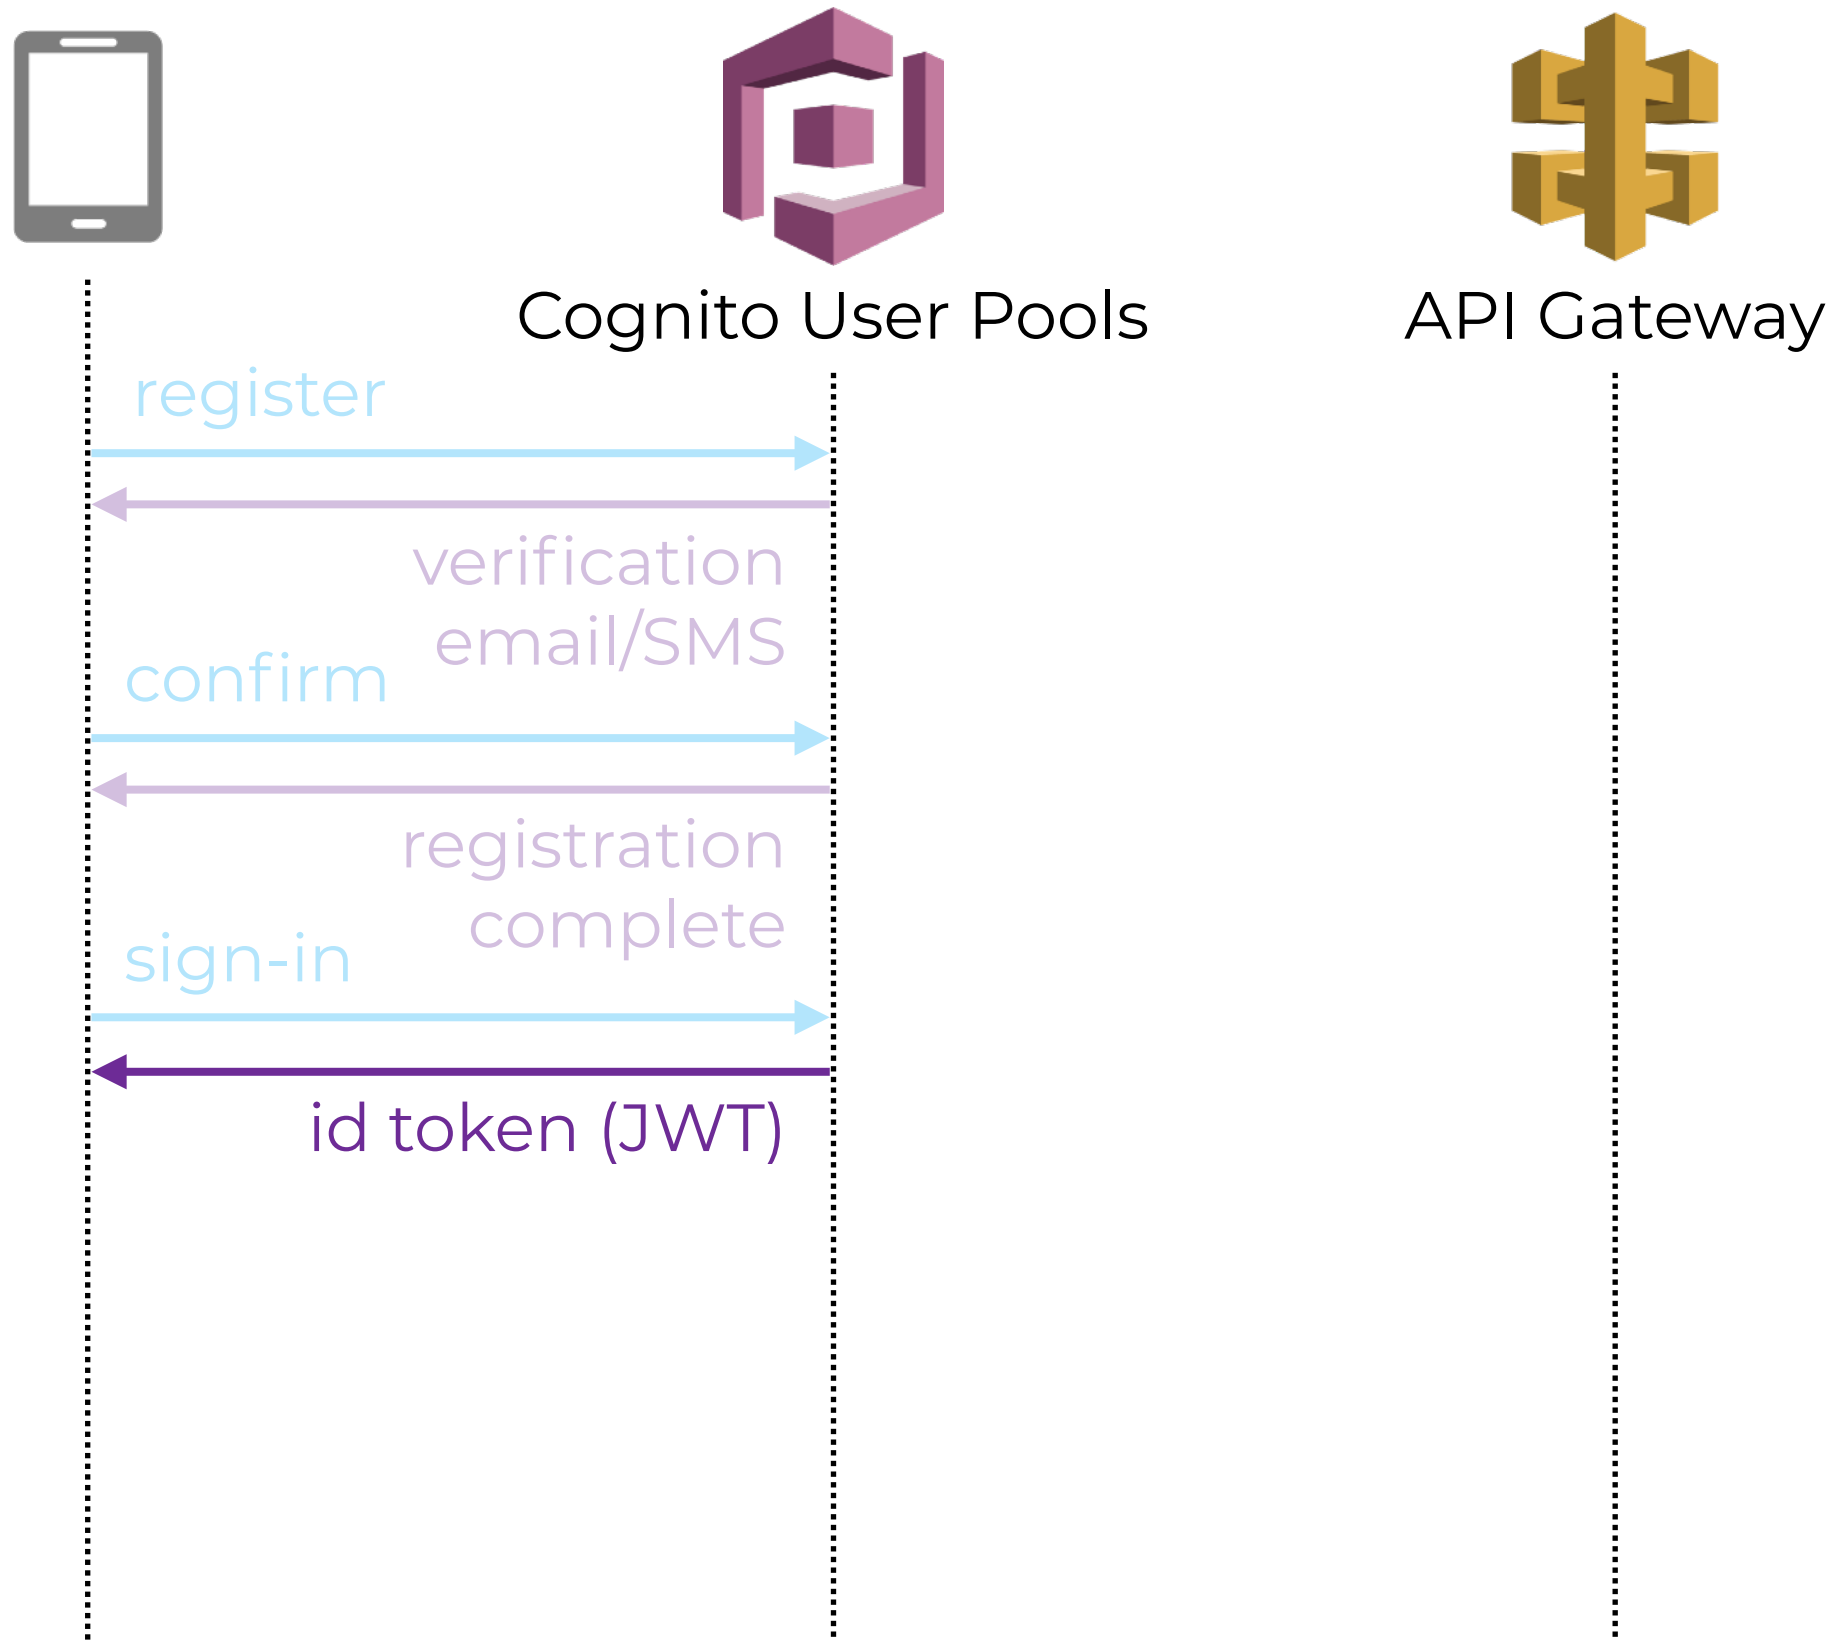 Cognito User Pools
API Gateway
register
verification
email/SMS
confirm
registration
complete
sign-in
id token (JWT)